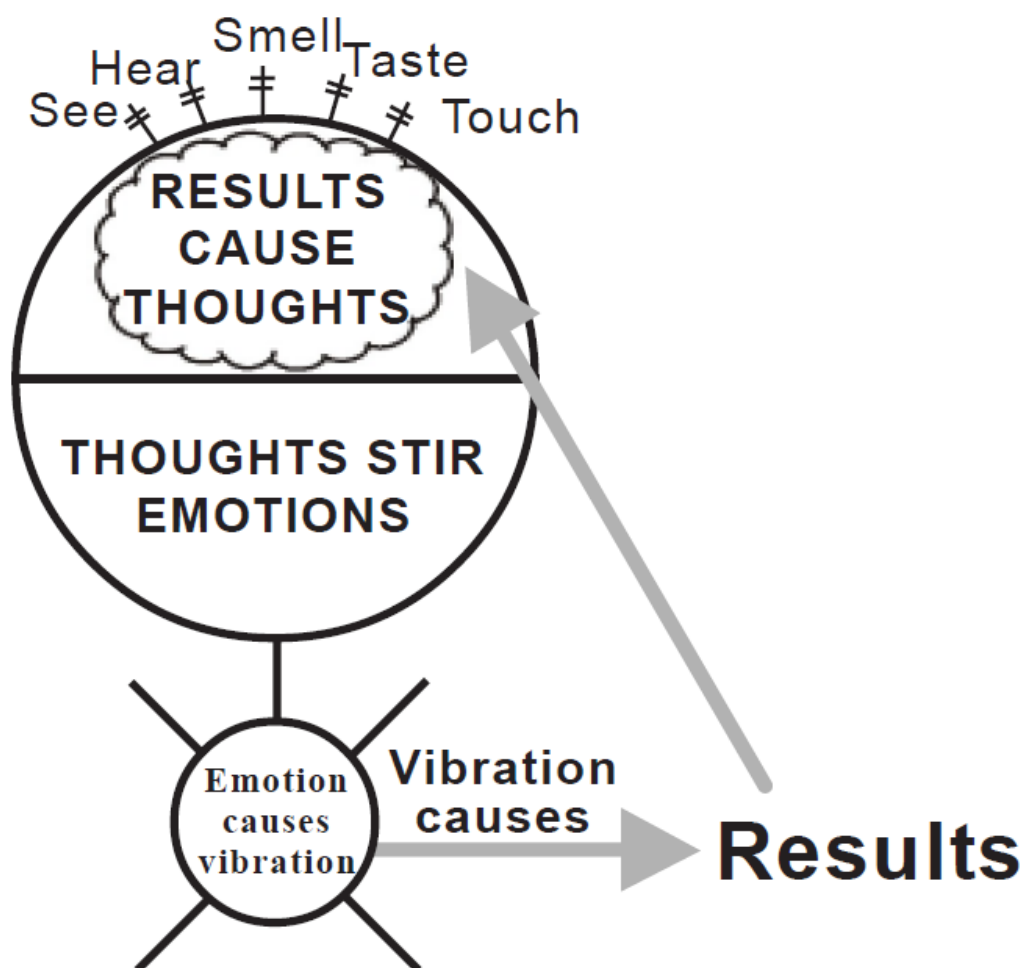 See
Hear
Smell
Taste
Touch
RESULTS
CAUSE
THOUGHTS
THOUGHTS STIR
EMOTIONS
Emotion
causes
vibration
Vibration
causes
Results